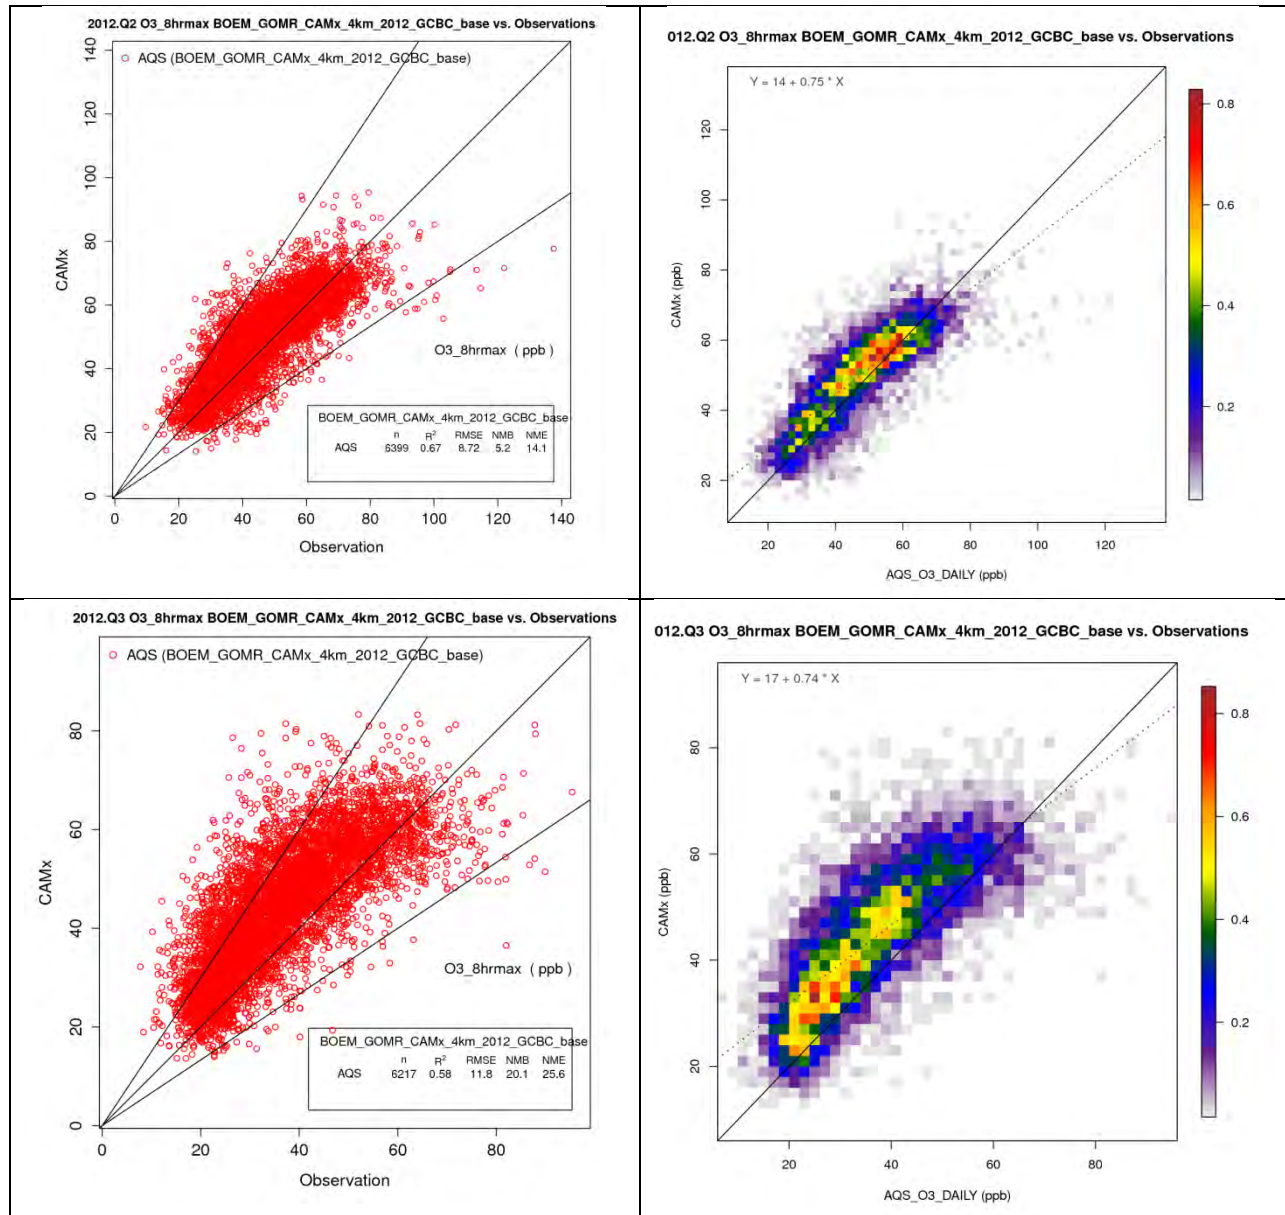 2012.Q2 O3_8hrmax BOEM_GOMR_CAMx_4km_2012_GCBC_base vs. Observations
AQS (BOEM_GOMR_CAMx_4km_2012_GCBC_base)
140
120
100
80
60
40
20
0
CAMx
O3_8hrmax ( ppb )
BOEM_GOMR_CAMx_4km_2012_GCBC_base
n R² RMSE NMB NME
AQS 6399 0.67 8.72 5.2 14.1
0 20 40 60 80 100 120 140
Observation
012.Q2 O3_8hrmax BOEM_GOMR_CAMx_4km_2012_GCBC_base vs. Observations
Y = 14 + 0.75 * X
120
100
80
60
40
20
CAMx (ppb)
20 40 60 80 100 120
AQS_O3_DAILY (ppb)
0.8
0.6
0.4
0.2
2012.Q3 O3_8hrmax BOEM_GOMR_CAMx_4km_2012_GCBC_base vs. Observations
AQS (BOEM_GOMR_CAMx_4km_2012_GCBC_base)
80
60
40
20
0
CAMx
O3_8hrmax ( ppb )
BOEM_GOMR_CAMx_4km_2012_GCBC_base
n R² RMSE NMB NME
AQS 6217 0.58 11.8 20.1 25.6
0 20 40 60 80
Observation
012.Q3 O3_8hrmax BOEM_GOMR_CAMx_4km_2012_GCBC_base vs. Observations
Y = 17 + 0.74 * X
80
60
40
20
CAMx (ppb)
20 40 60 80
AQS_O3_DAILY (ppb)
0.8
0.6
0.4
0.2